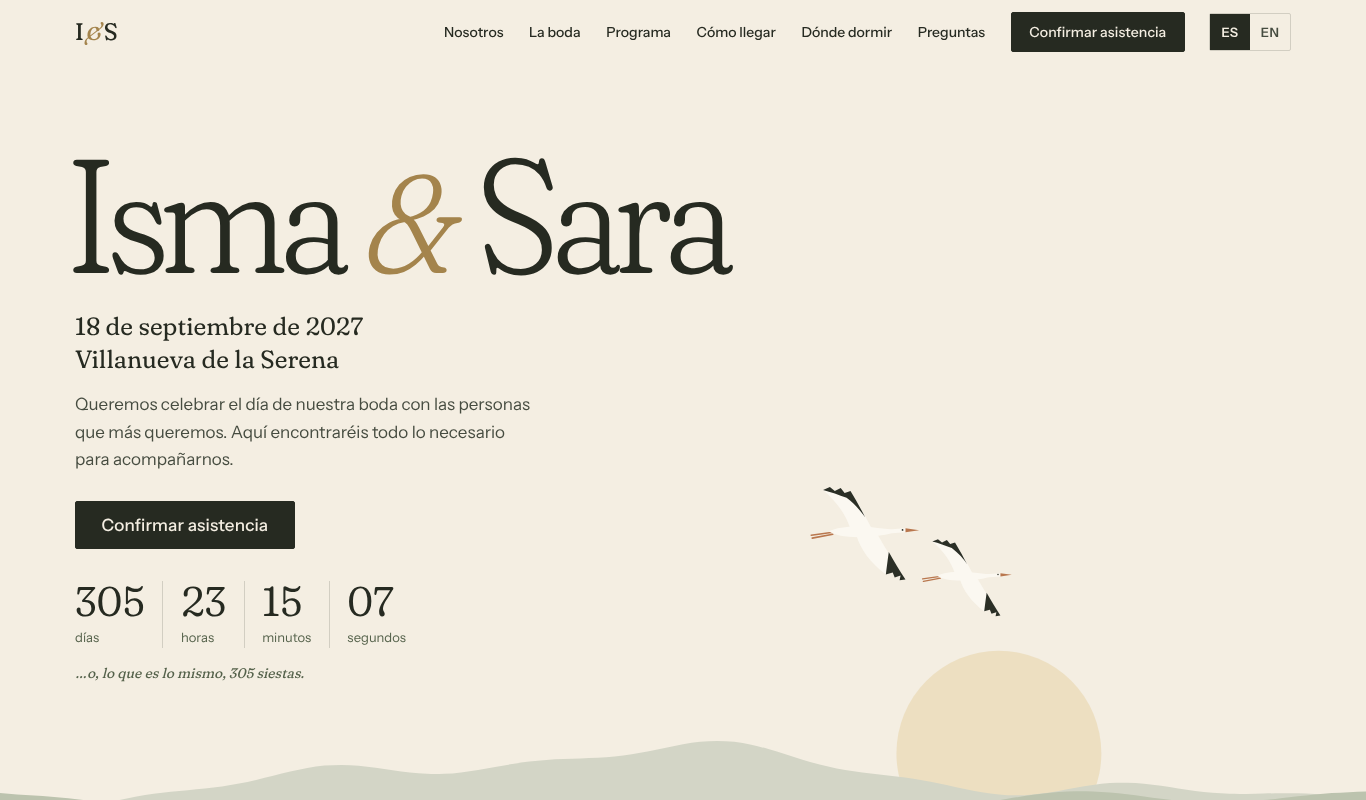 I&S
Nosotros
La boda
Programa
Cómo llegar
Dónde dormir
Preguntas
Confirmar asistencia
ES
EN
Isma & Sara
18 de septiembre de 2027
Villanueva de la Serena
Queremos celebrar el día de nuestra boda con las personas
que más queremos. Aquí encontraréis todo lo necesario
para acompañarnos.
Confirmar asistencia
305
días
23
horas
15
minutos
07
segundos
...o, lo que es lo mismo, 305 siestas.